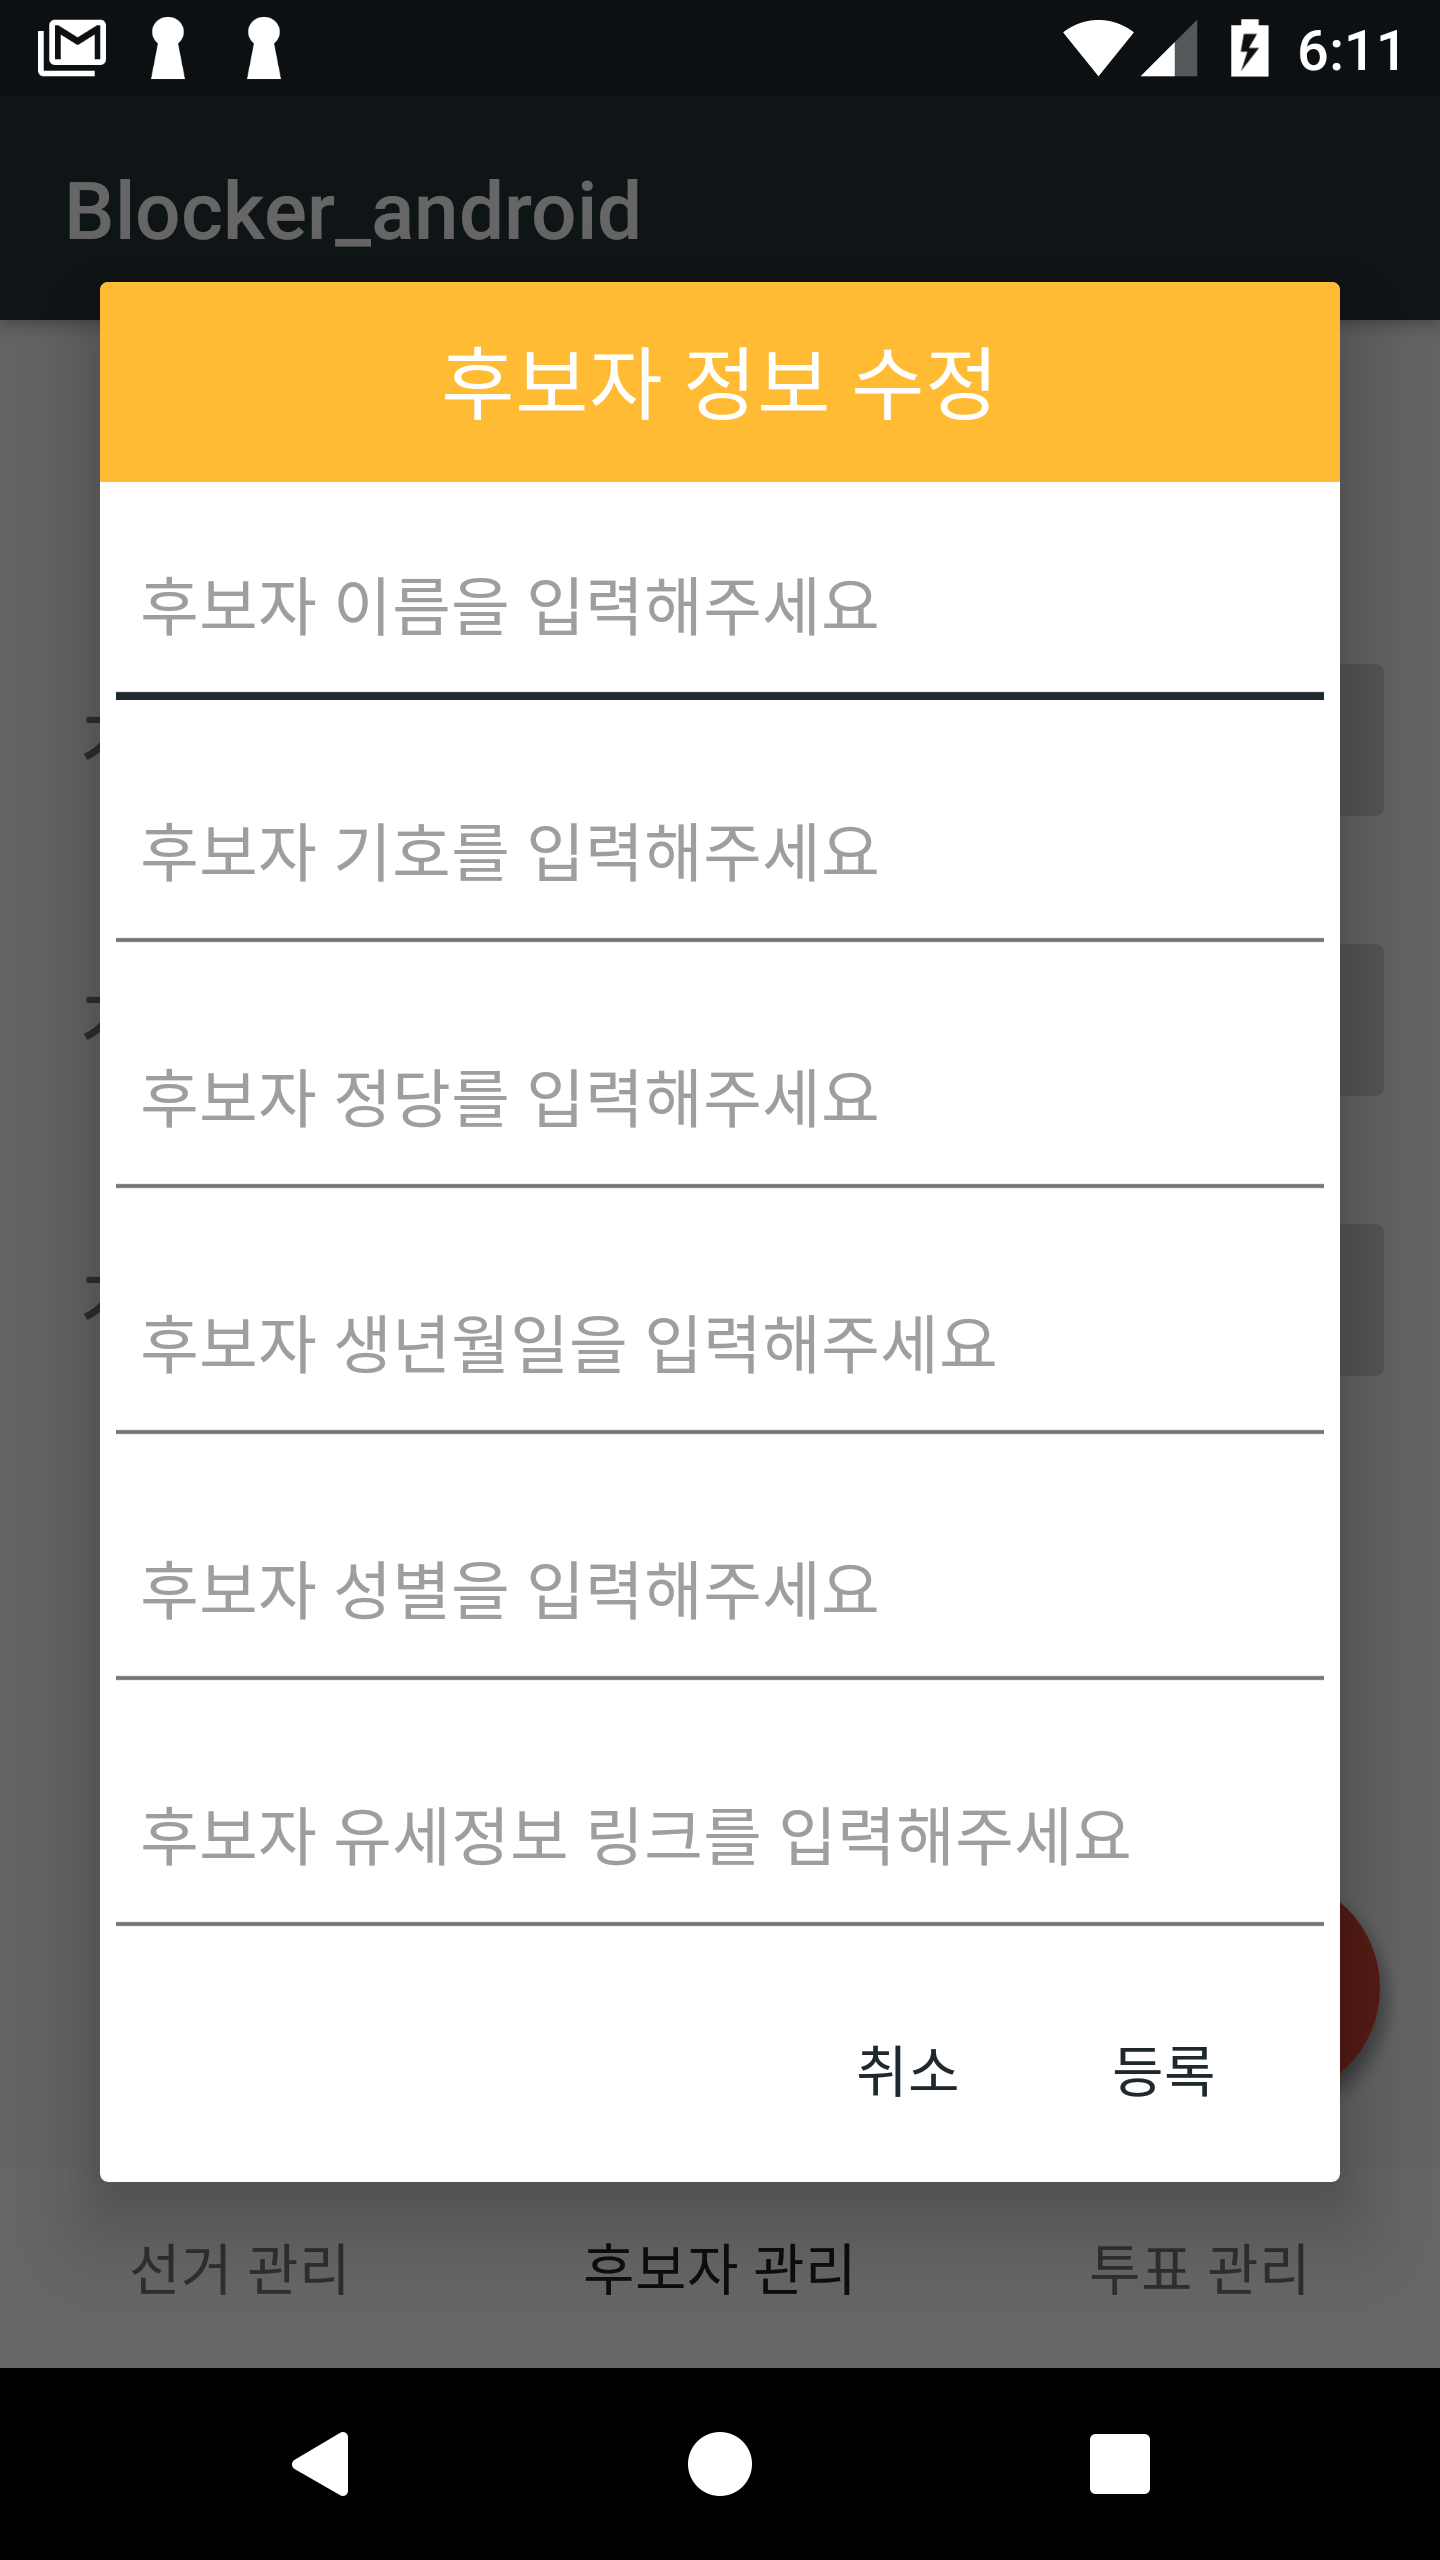 6:11
Blocker_android
후보자 정보 수정
후보자 이름을 입력해주세요
후보자 기호를 입력해주세요
후보자 정당를 입력해주세요
후보자 생년월일을 입력해주세요
후보자 성별을 입력해주세요
후보자 유세정보 링크를 입력해주세요
취소 등록
선거 관리 후보자 관리 투표 관리